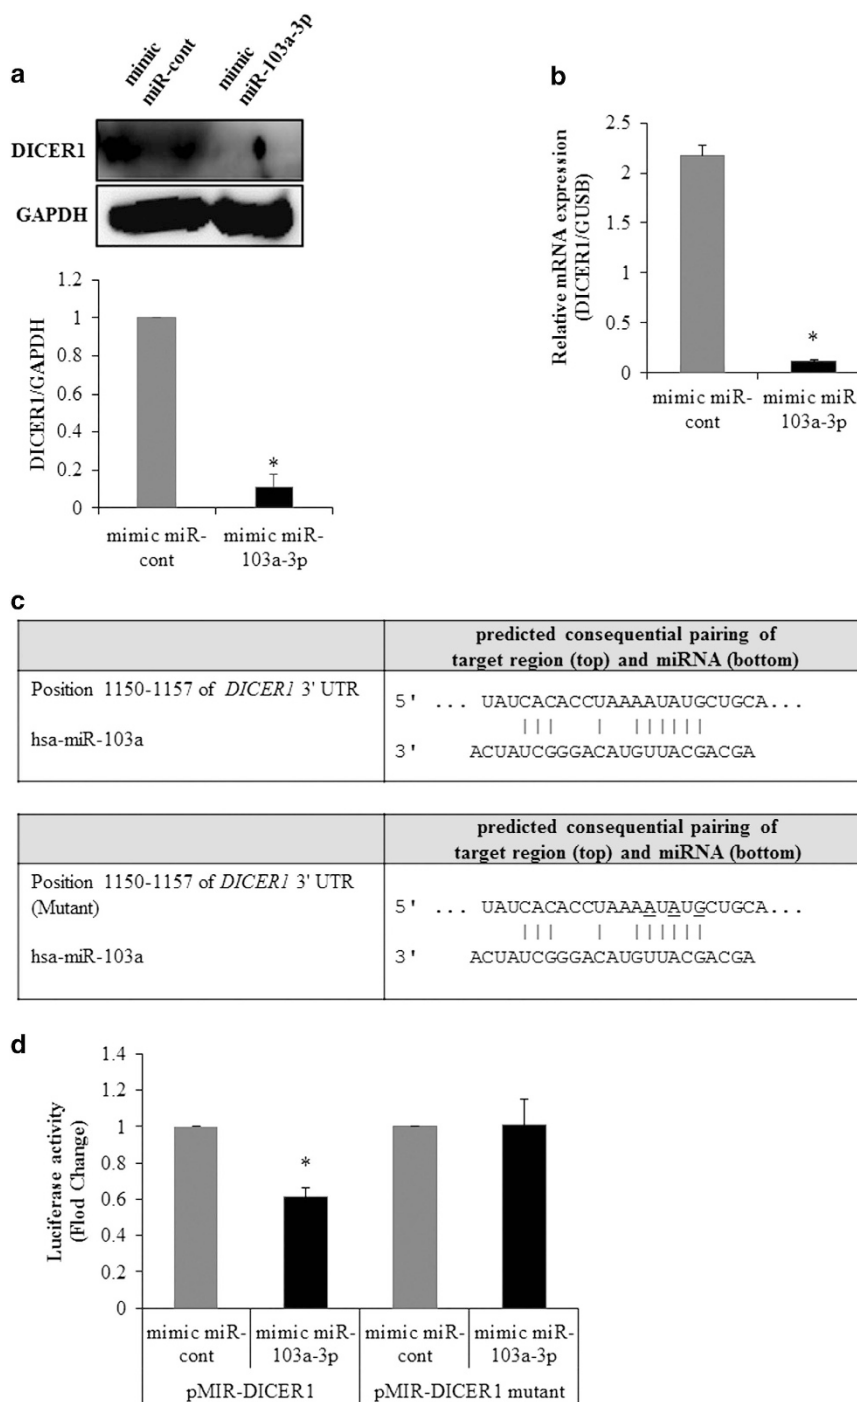 a
mimic
miR-cont
mimic
miR-103a-3p
DICER1
GAPDH
DICER1/GAPDH
1.2
1
0.8
0.6
0.4
0.2
0
*
mimic miR-
cont
mimic miR-
103a-3p
b
Relative mRNA expression
(DICER1/GUSB)
2.5
2
1.5
1
0.5
0
*
mimic miR-
cont
mimic miR
103a-3p
c
predicted consequential pairing of
target region (top) and miRNA (bottom)
Position 1150-1157 of DICER1 3' UTR
5' ... UAUCACACCUAAAAUAUGCUGCA...
||| | ||||||
hsa-miR-103a
3' ACUAUCGGGACAUGUUACGACGA
predicted consequential pairing of
target region (top) and miRNA (bottom)
Position 1150-1157 of DICER1 3' UTR
(Mutant)
5' ... UAUCACACCUAAAAUAUGCUGCA...
||| | ||||||
hsa-miR-103a
3' ACUAUCGGGACAUGUUACGACGA
d
Luciferase activity
(Flod Change)
1.4
1.2
1
0.8
0.6
0.4
0.2
0
*
mimic miR-
cont
mimic miR-
103a-3p
mimic miR-
cont
mimic miR-
103a-3p
pMIR-DICER1
pMIR-DICER1 mutant